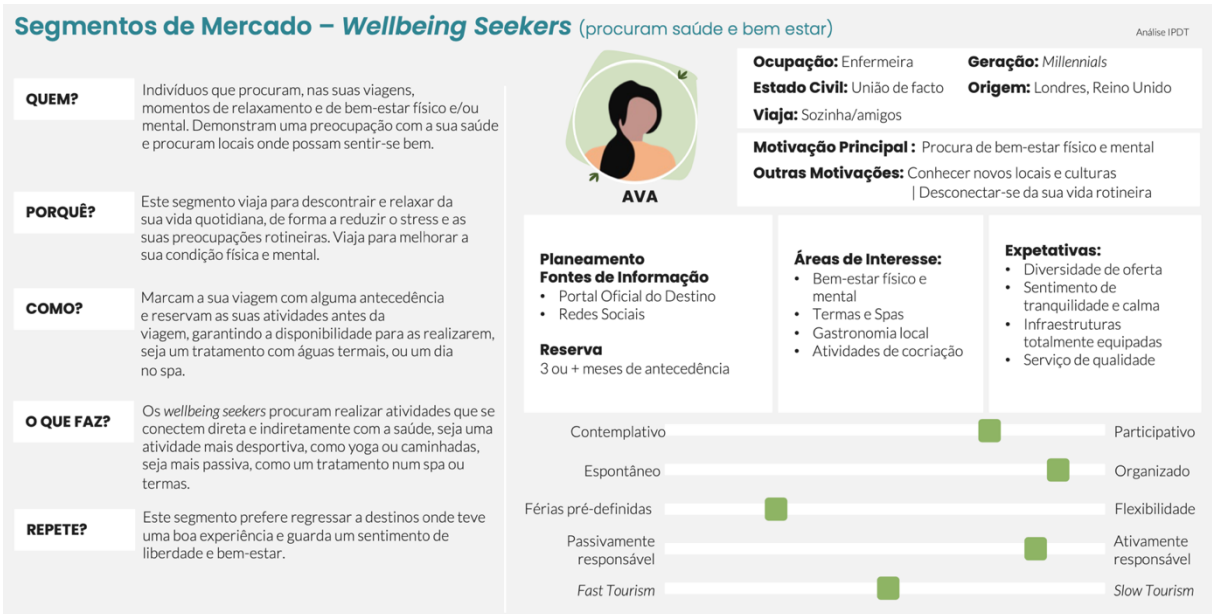 Segmentos de Mercado – Wellbeing Seekers (procuram saúde e bem estar)
Análise IPDT
QUEM?
Indivíduos que procuram, nas suas viagens,
momentos de relaxamento e de bem-estar físico e/ou
mental. Demonstram uma preocupação com a sua saúde
e procuram locais onde possam sentir-se bem.
PORQUÊ?
Este segmento viaja para descontrair e relaxar da
sua vida quotidiana, de forma a reduzir o stress e as
suas preocupações rotineiras. Viaja para melhorar a
sua condição física e mental.
COMO?
Marcam a sua viagem com alguma antecedência
e reservam as suas atividades antes da
viagem, garantindo a disponibilidade para as realizarem,
seja um tratamento com águas termais, ou um dia
no spa.
O QUE FAZ?
Os wellbeing seekers procuram realizar atividades que se
conectem direta e indiretamente com a saúde, seja uma
atividade mais desportiva, como yoga ou caminhadas,
seja mais passiva, como um tratamento num spa ou
termas.
REPETE?
Este segmento prefere regressar a destinos onde teve
uma boa experiência e guarda um sentimento de
liberdade e bem-estar.
AVA
Ocupação: Enfermeira
Geração: Millennials
Estado Civil: União de facto
Origem: Londres, Reino Unido
Viaja: Sozinha/amigos
Motivação Principal : Procura de bem-estar físico e mental
Outras Motivações: Conhecer novos locais e culturas
| Desconectar-se da sua vida rotineira
Planeamento
Fontes de Informação
• Portal Oficial do Destino
• Redes Sociais
Reserva
3 ou + meses de antecedência
Áreas de Interesse:
• Bem-estar físico e
mental
• Termas e Spas
• Gastronomia local
• Atividades de cocriação
Expetativas:
• Diversidade de oferta
• Sentimento de
tranquilidade e calma
• Infraestruturas
totalmente equipadas
• Serviço de qualidade
Contemplativo
Participativo
Espontâneo
Organizado
Férias pré-definidas
Flexibilidade
Passivamente
responsável
Ativamente
responsável
Fast Tourism
Slow Tourism